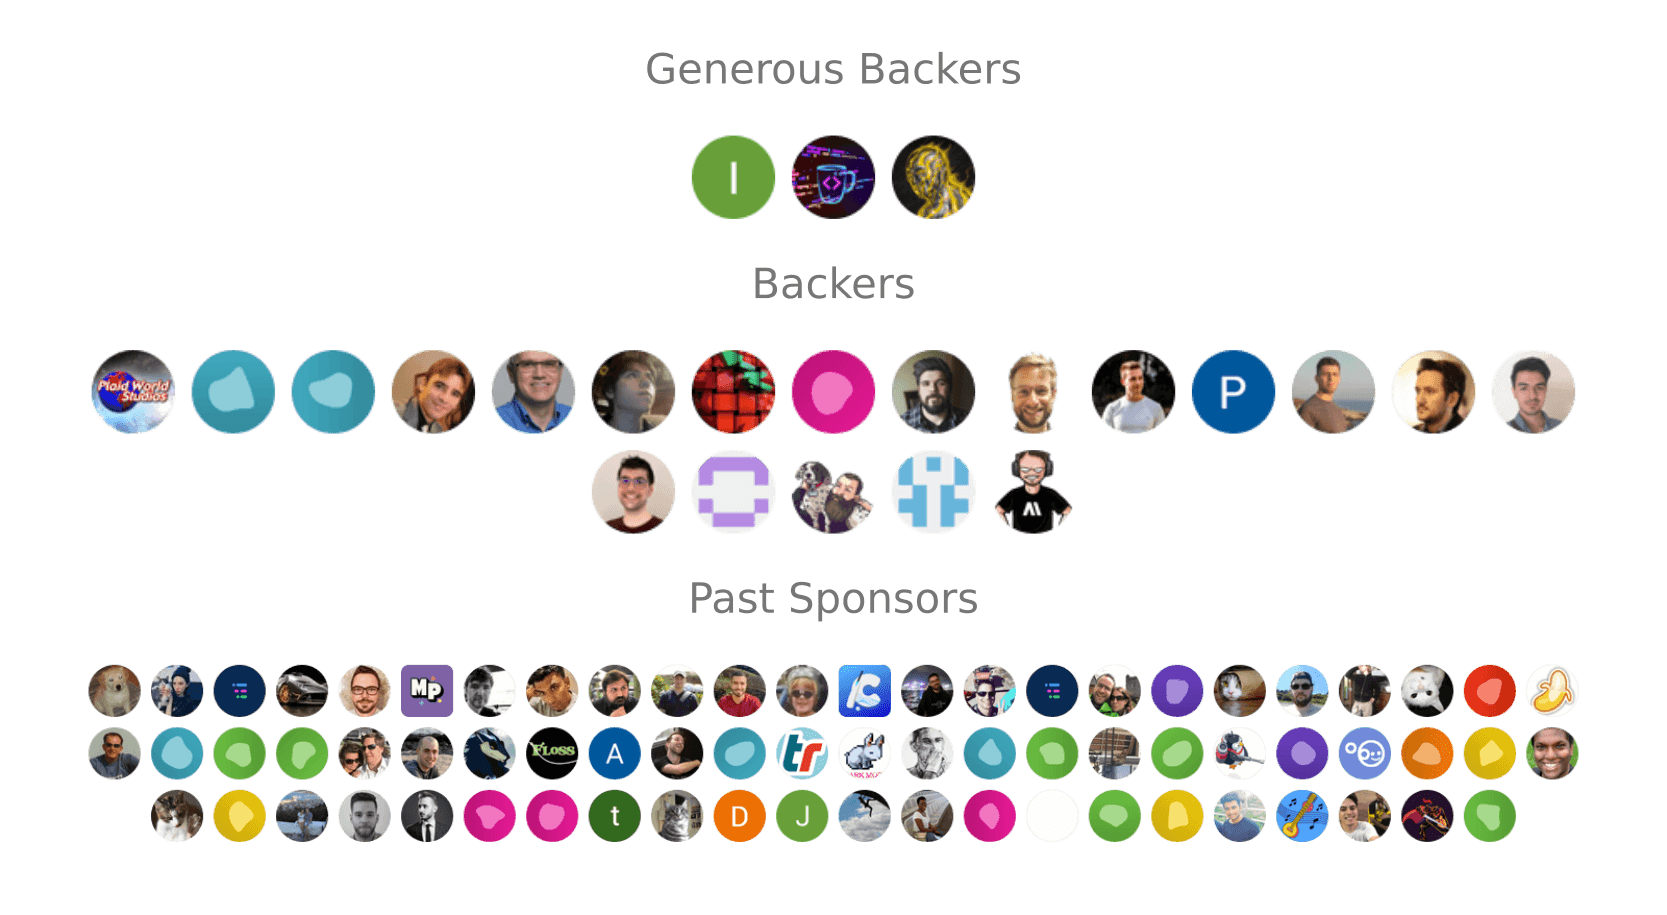 Generous Backers
I
Backers
Plaid World
Studios
P
Past Sponsors
MP
FLOSS
A
tr
t
D
J